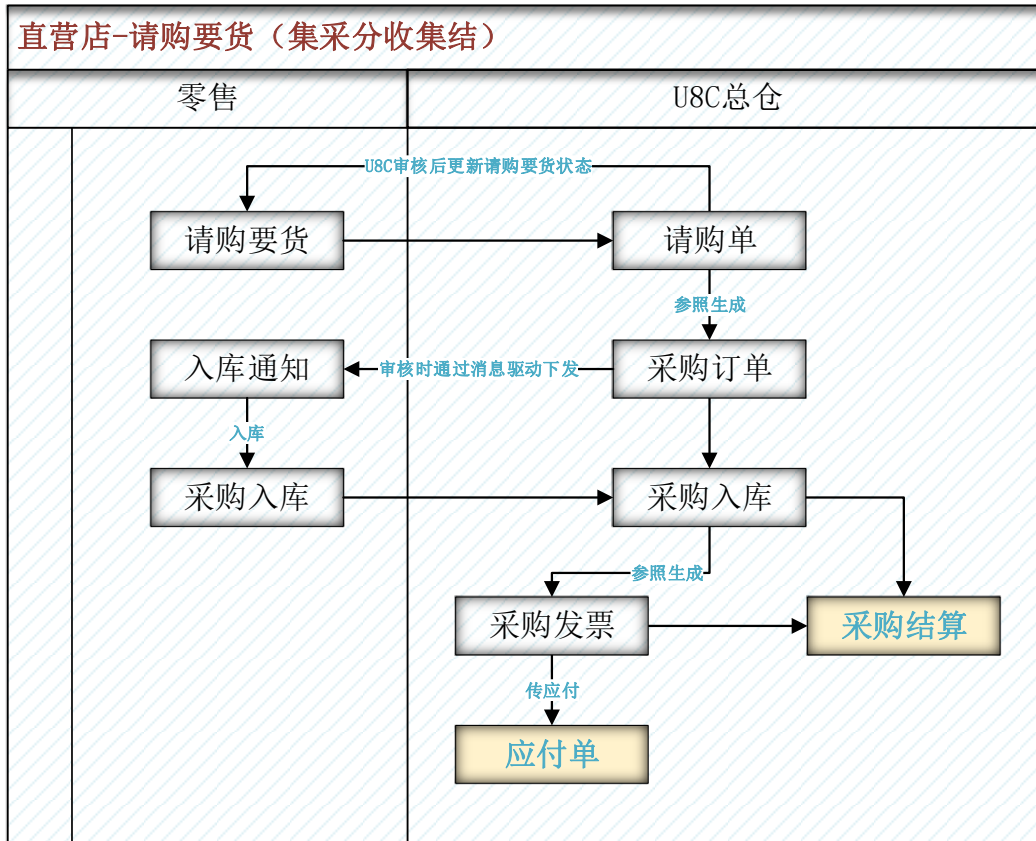 直营店-请购要货（集采分收集结）
零售
U8C总仓
U8C审核后更新请购要货状态
请购要货
请购单
参照生成
入库通知
审核时通过消息驱动下发
采购订单
入库
采购入库
采购入库
参照生成
采购发票
采购结算
传应付
应付单